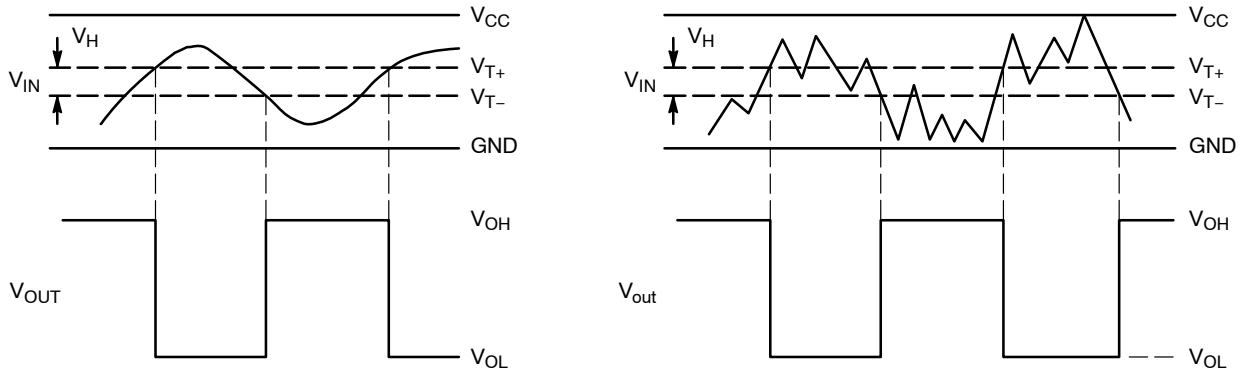 V_CC
V_H
V_IN
V_T+
V_T−
GND
V_OH
V_OUT
V_OL
V_CC
V_H
V_IN
V_T+
V_T−
GND
V_OH
V_out
V_OL